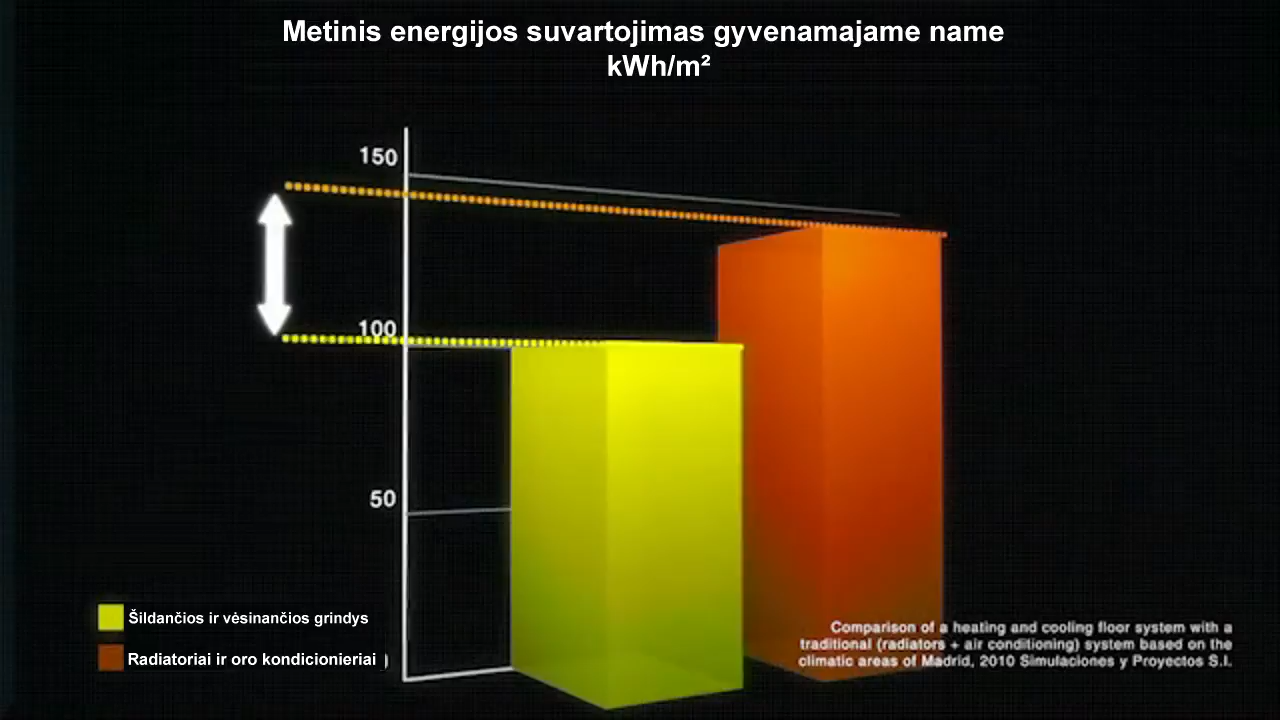 Metinis energijos suvartojimas gyvenamajame name
kWh/m²
150
100
50
Šildančios ir vėsinančios grindys
Radiatoriai ir oro kondicionieriai )
Comparison of a heating and cooling floor system with a
traditional (radiators + air conditioning) system based on the
climatic areas of Madrid, 2010 Simulaciones y Proyectos S.I.